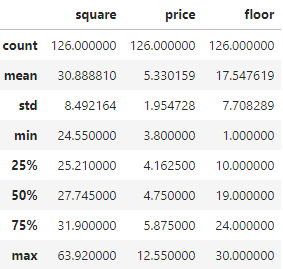 square price floor
count 126.000000 126.000000 126.000000
mean 30.888810 5.330159 17.547619
std 8.492164 1.954728 7.708289
min 24.550000 3.800000 1.000000
25% 25.210000 4.162500 10.000000
50% 27.745000 4.750000 19.000000
75% 31.900000 5.875000 24.000000
max 63.920000 12.550000 30.000000